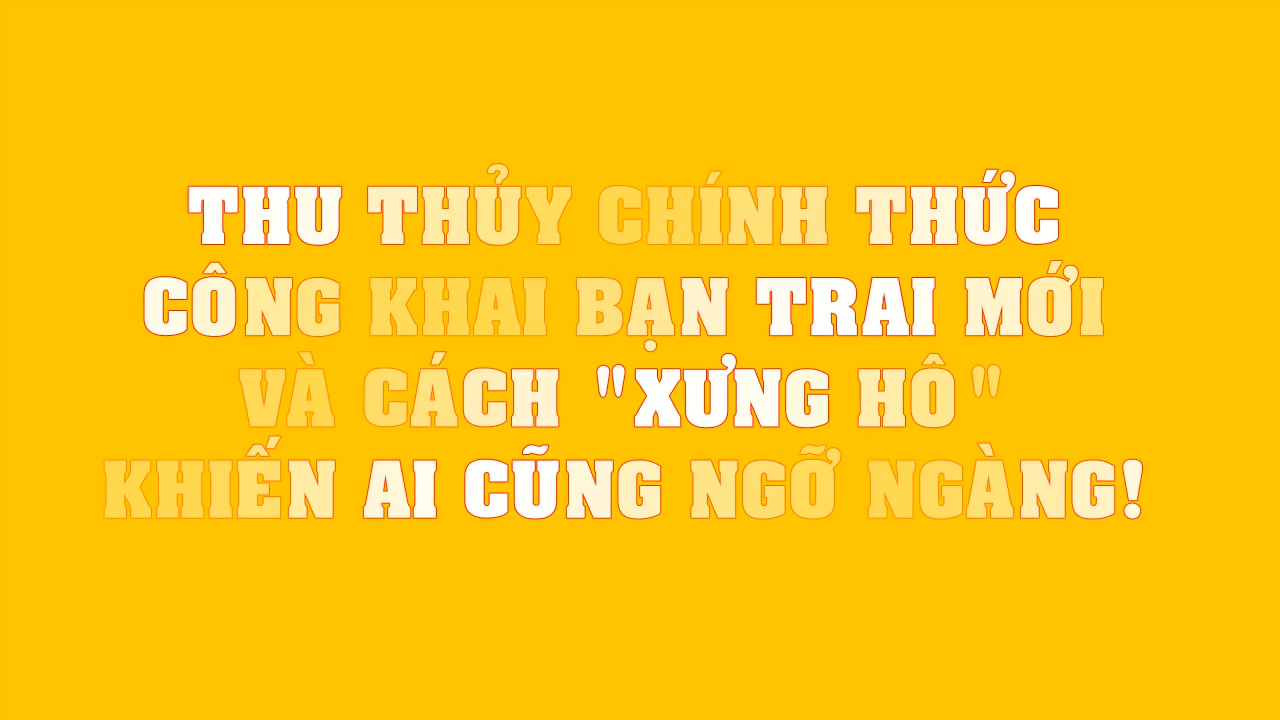 THU THỦY CHÍNH THỨC
CÔNG KHAI BẠN TRAI MỚI
VÀ CÁCH "XƯNG HÔ"
KHIẾN AI CŨNG NGỠ NGÀNG!